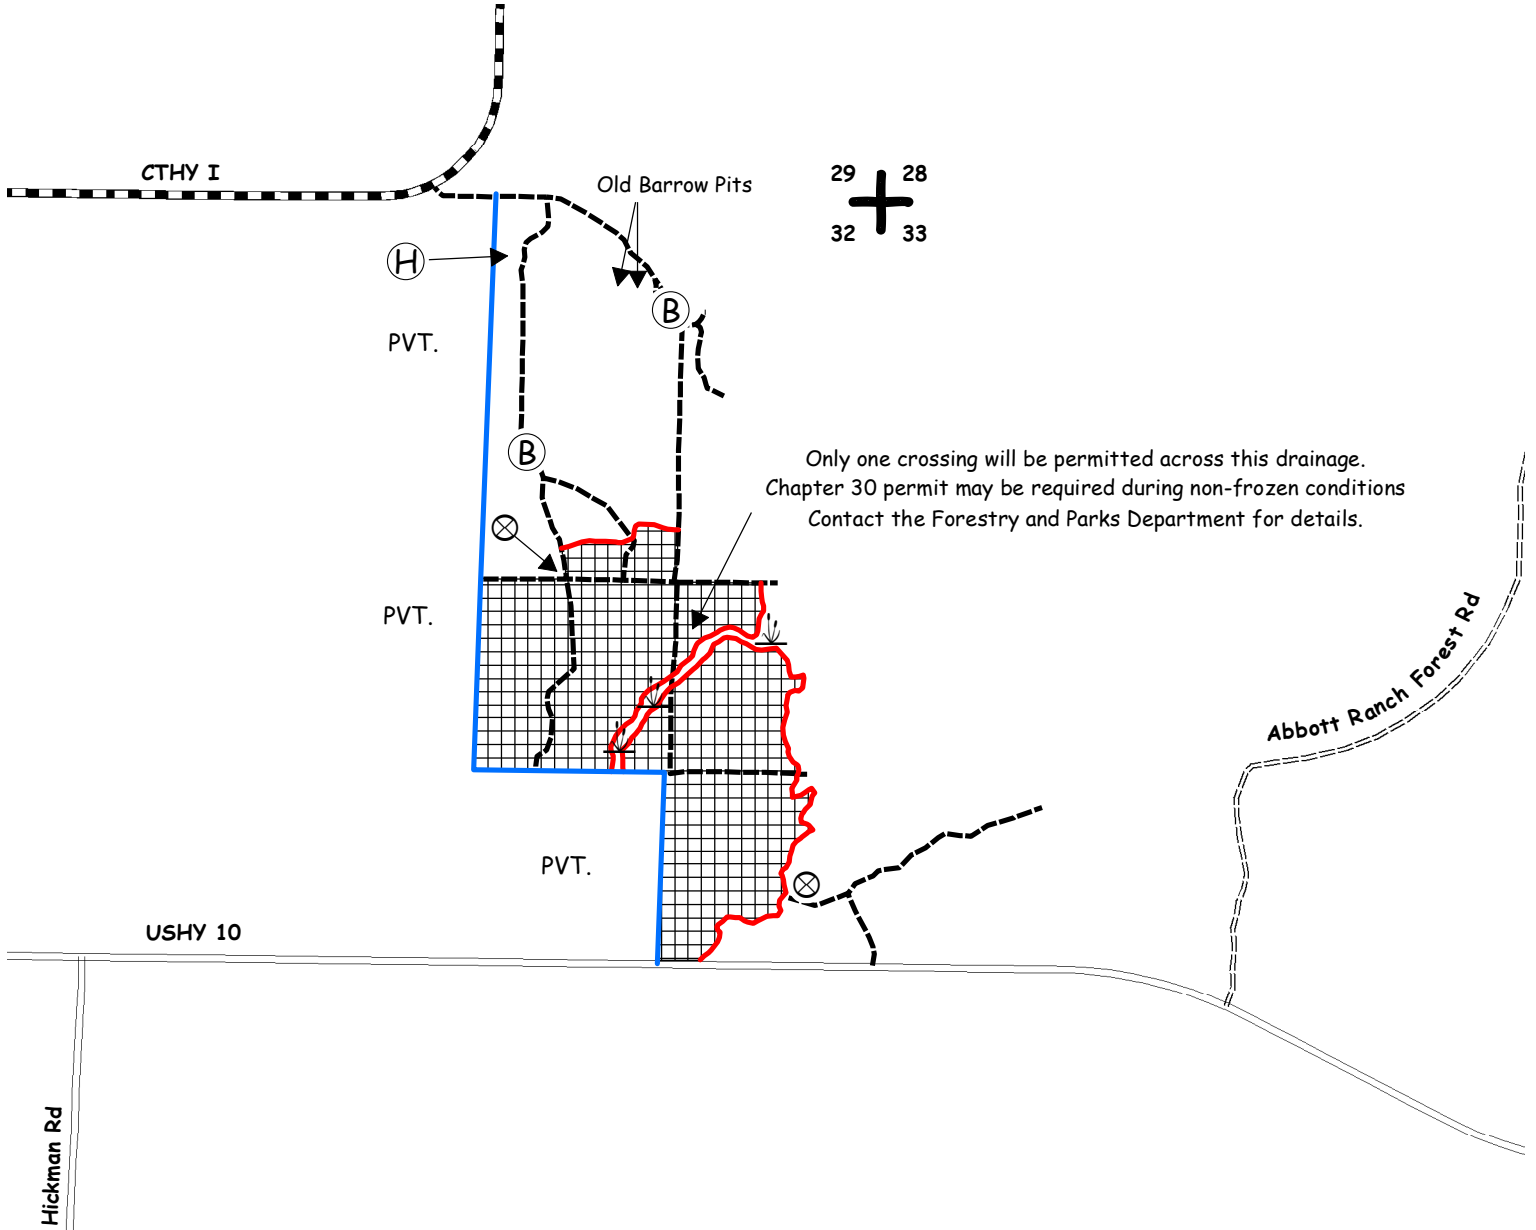 CTHY I
Old Barrow Pits
29 28
32 33
H
B
PVT.
B
Only one crossing will be permitted across this drainage.
Chapter 30 permit may be required during non-frozen conditions
Contact the Forestry and Parks Department for details.
PVT.
Abbott Ranch Forest Rd
PVT.
USHY 10
Hickman Rd